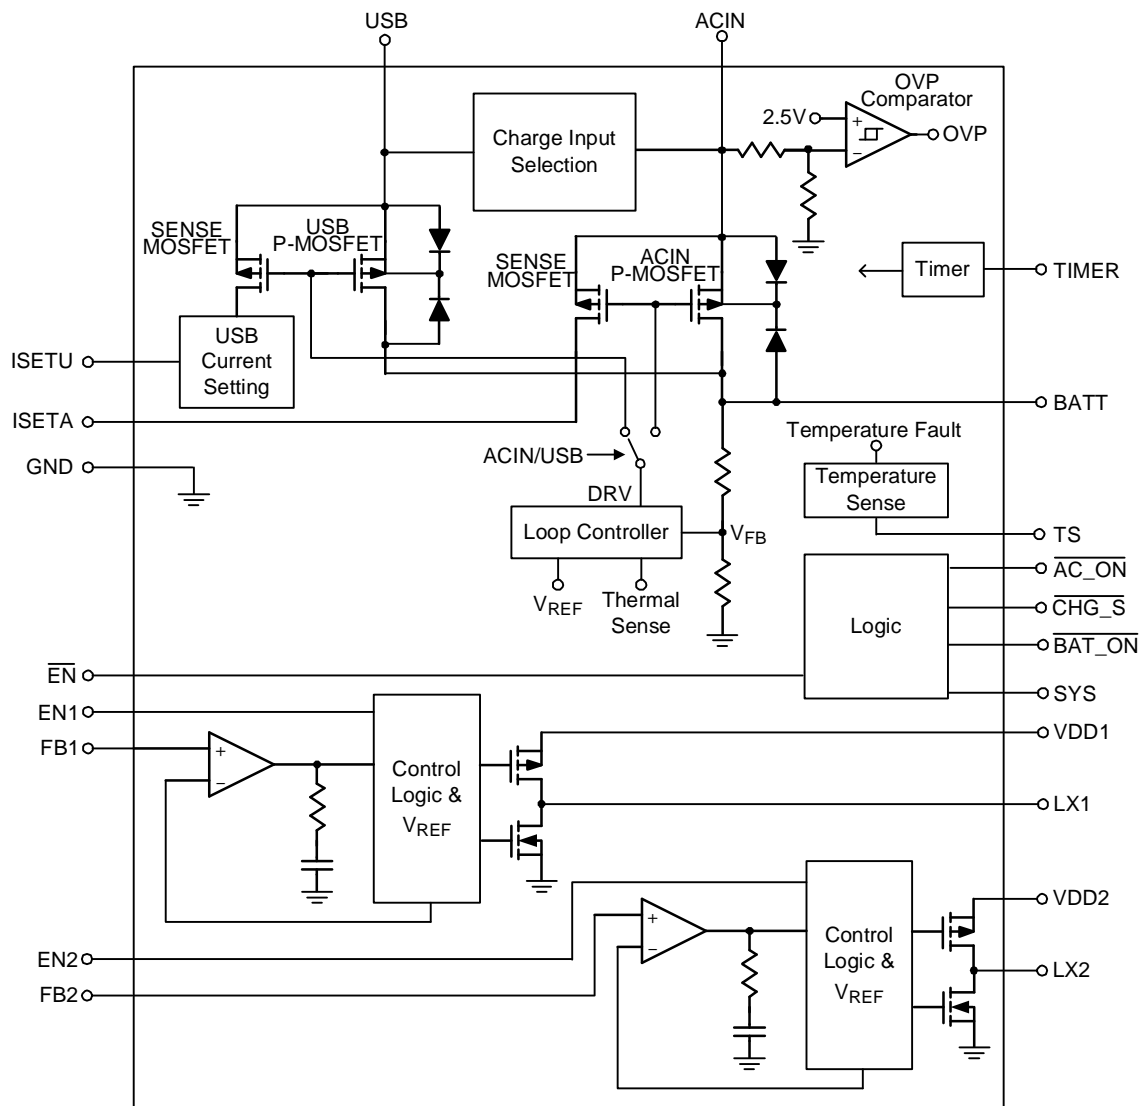 USB
ACIN
OVP
Comparator
2.5V
+
−
OVP
Charge Input
Selection
SENSE
MOSFET
USB
P-MOSFET
SENSE
MOSFET
ACIN
P-MOSFET
Timer
TIMER
ISETU
USB
Current
Setting
ISETA
BATT
GND
ACIN/USB
DRV
Temperature Fault
Temperature
Sense
Loop Controller
VFB
TS
VREF
Thermal
Sense
Logic
AC_ON
CHG_S
BAT_ON
SYS
EN
EN1
FB1
+
−
Control
Logic &
VREF
VDD1
LX1
EN2
FB2
+
−
Control
Logic &
VREF
VDD2
LX2